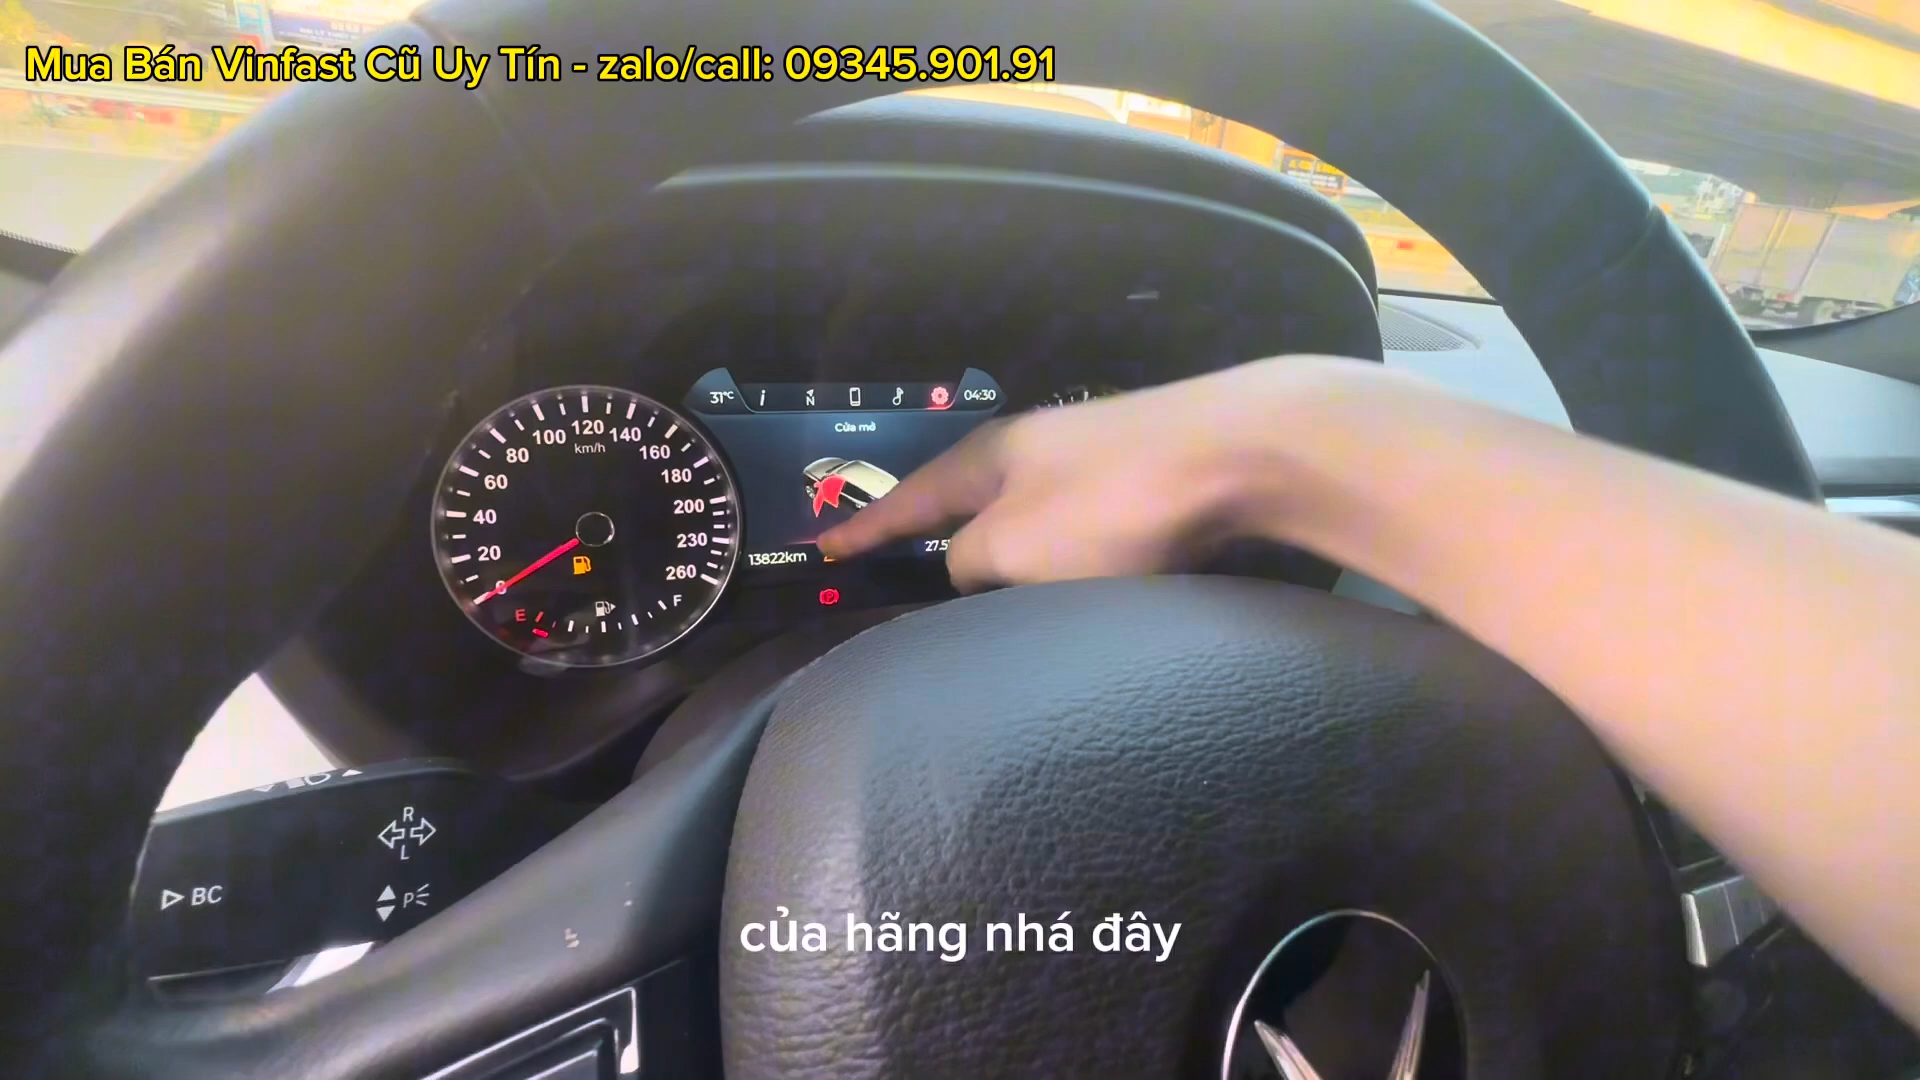 Mua Bán Vinfast Cũ Uy Tín - zalo/call: 09345.901.91
31°C i N 04:30
Cửa mở
0 20 40 60 80 100 120 140 160 180 200 230 260
km/h
13822km 27.5
E F
P
R
L
BC
P
của hãng nhá đây